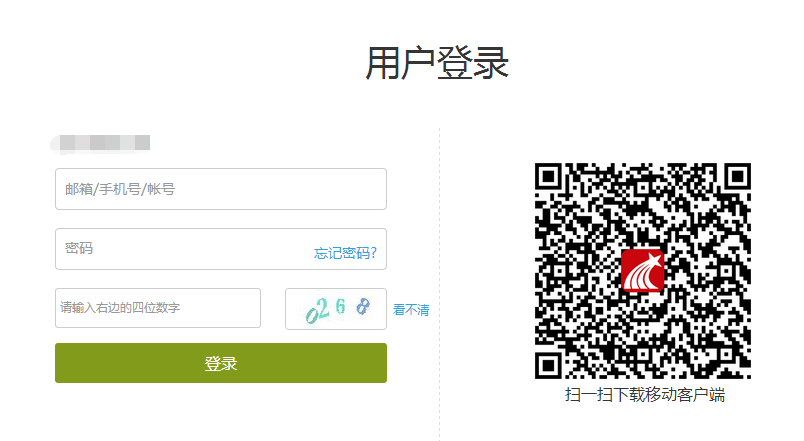 用户登录
邮箱/手机号/帐号
密码
忘记密码?
请输入右边的四位数字
0268
看不清
登录
扫一扫下载移动客户端